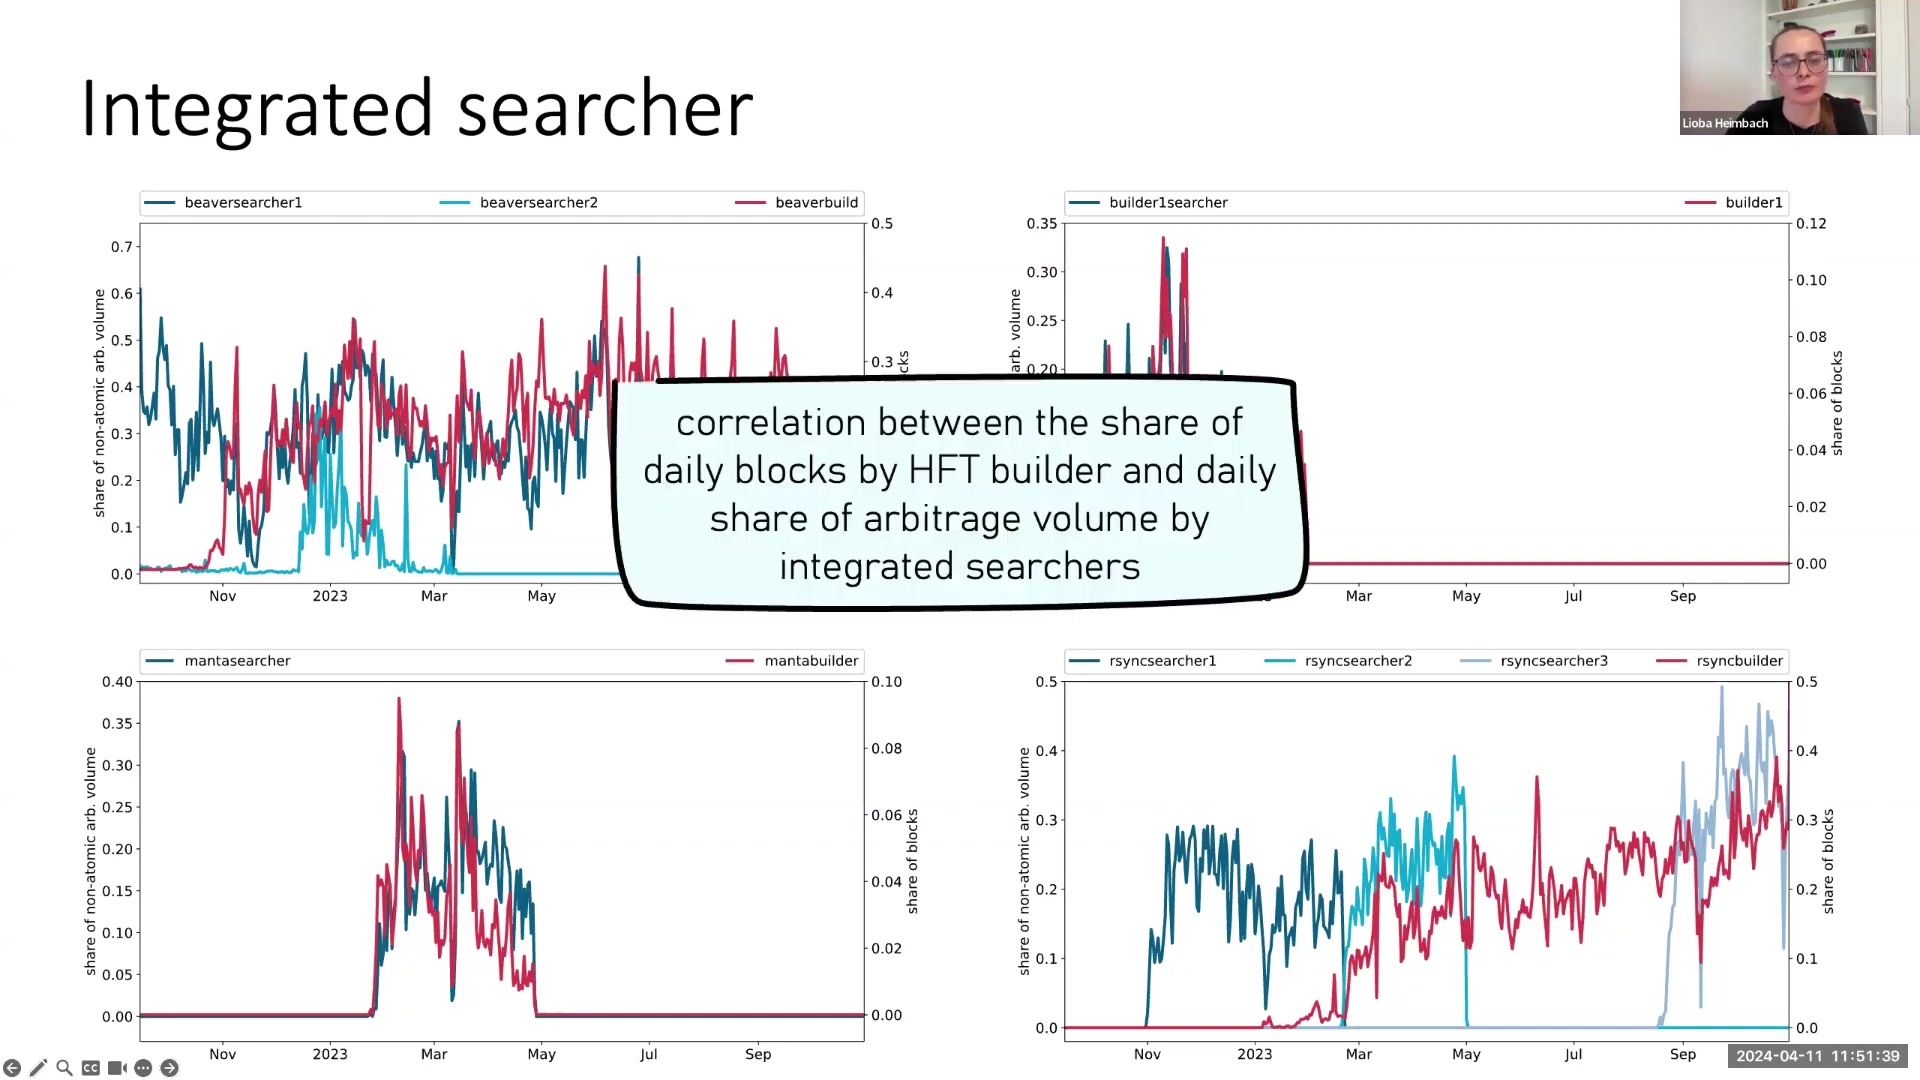 Integrated searcher
Lioba Heimbach
beaversearcher1 beaversearcher2 beaverbuild
share of non-atomic arb. volume
0.7
0.6
0.5
0.4
0.3
0.2
0.1
0.0
0.5
0.4
0.3
cks
Nov 2023 Mar May
builder1searcher builder1
arb. volume
0.35
0.30
0.25
0.20
0.12
0.10
0.08
0.06
0.04
0.02
0.00
share of blocks
Mar May Jul Sep
correlation between the share of
daily blocks by HFT builder and daily
share of arbitrage volume by
integrated searchers
mantasearcher mantabuilder
share of non-atomic arb. volume
0.40
0.35
0.30
0.25
0.20
0.15
0.10
0.05
0.00
0.10
0.08
0.06
0.04
0.02
0.00
share of blocks
Nov 2023 Mar May Jul Sep
rsyncsearcher1 rsyncsearcher2 rsyncsearcher3 rsyncbuilder
share of non-atomic arb. volume
0.5
0.4
0.3
0.2
0.1
0.0
0.5
0.4
0.3
0.2
0.1
0.0
share of blocks
Nov 2023 Mar May Jul Sep
CC
2024-04-11 11:51:39